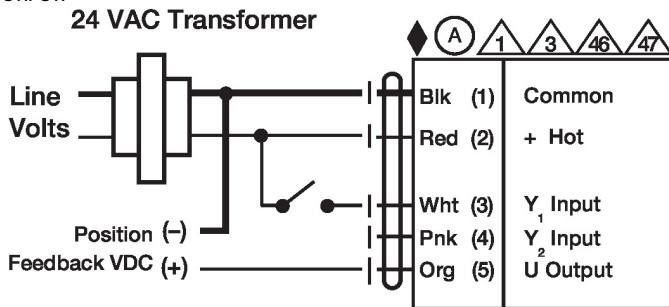 24 VAC Transformer
A 1 3 46 47
Line
Volts
Blk (1) Common
Red (2) + Hot
Wht (3) Y1 Input
Pnk (4) Y2 Input
Org (5) U Output
Position (–)
Feedback VDC (+)